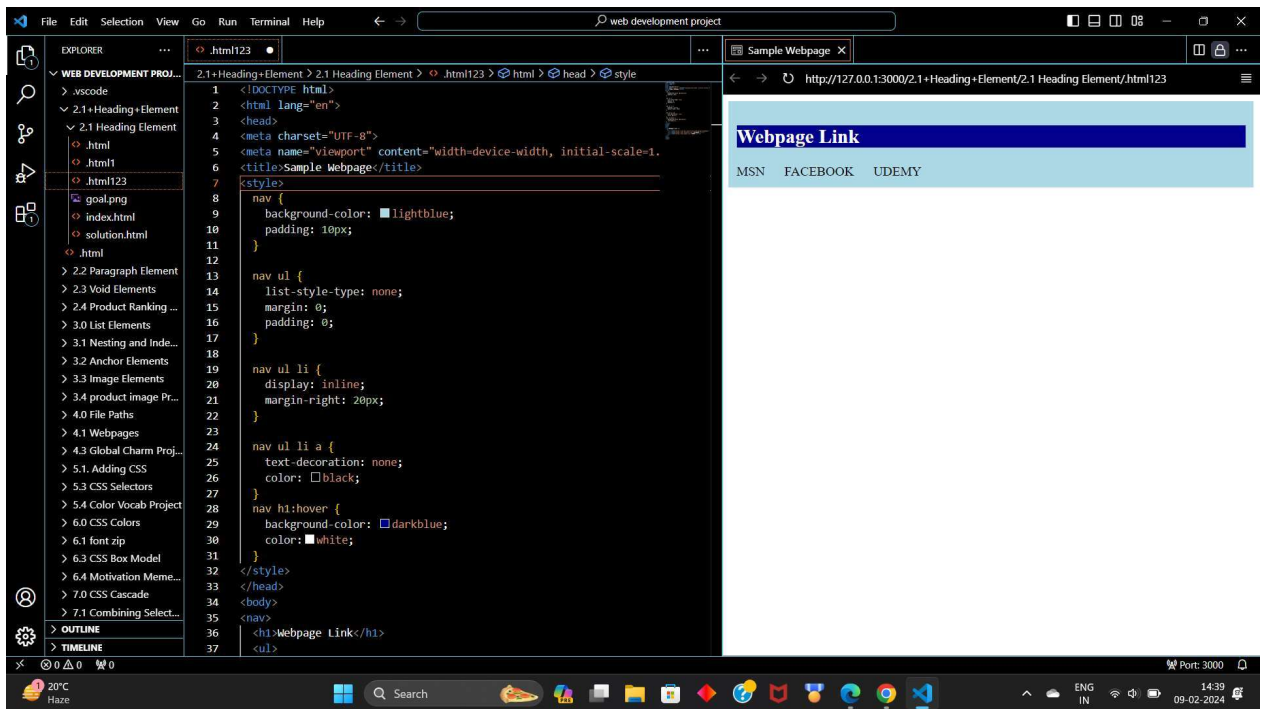 File Edit Selection View Go Run Terminal Help
web development project
EXPLORER
WEB DEVELOPMENT PROJ...
.vscode
2.1+Heading+Element
2.1 Heading Element
.html
.html1
.html123
goal.png
index.html
solution.html
.html
2.2 Paragraph Element
2.3 Void Elements
2.4 Product Ranking ...
3.0 List Elements
3.1 Nesting and Inde...
3.2 Anchor Elements
3.3 Image Elements
3.4 product image Pr...
4.0 File Paths
4.1 Webpages
4.3 Global Charm Proj...
5.1. Adding CSS
5.3 CSS Selectors
5.4 Color Vocab Project
6.0 CSS Colors
6.1 font zip
6.3 CSS Box Model
6.4 Motivation Meme...
7.0 CSS Cascade
7.1 Combining Select...
OUTLINE
TIMELINE
.html123
2.1+Heading+Element > 2.1 Heading Element > .html123 > html > head > style
1 <!DOCTYPE html>
2 <html lang="en">
3 <head>
4 <meta charset="UTF-8">
5 <meta name="viewport" content="width=device-width, initial-scale=1.
6 <title>Sample Webpage</title>
7 <style>
8 nav {
9 background-color: lightblue;
10 padding: 10px;
11 }
12
13 nav ul {
14 list-style-type: none;
15 margin: 0;
16 padding: 0;
17 }
18
19 nav ul li {
20 display: inline;
21 margin-right: 20px;
22 }
23
24 nav ul li a {
25 text-decoration: none;
26 color: black;
27 }
28 nav h1:hover {
29 background-color: darkblue;
30 color: white;
31 }
32 </style>
33 </head>
34 <body>
35 <nav>
36 <h1>Webpage Link</h1>
37 <ul>
Sample Webpage
http://127.0.0.1:3000/2.1+Heading+Element/2.1 Heading Element/.html123
Webpage Link
MSN FACEBOOK UDEMY
0 0 0
Port: 3000
1
20°C
Haze
Search
ENG
IN
14:39
09-02-2024